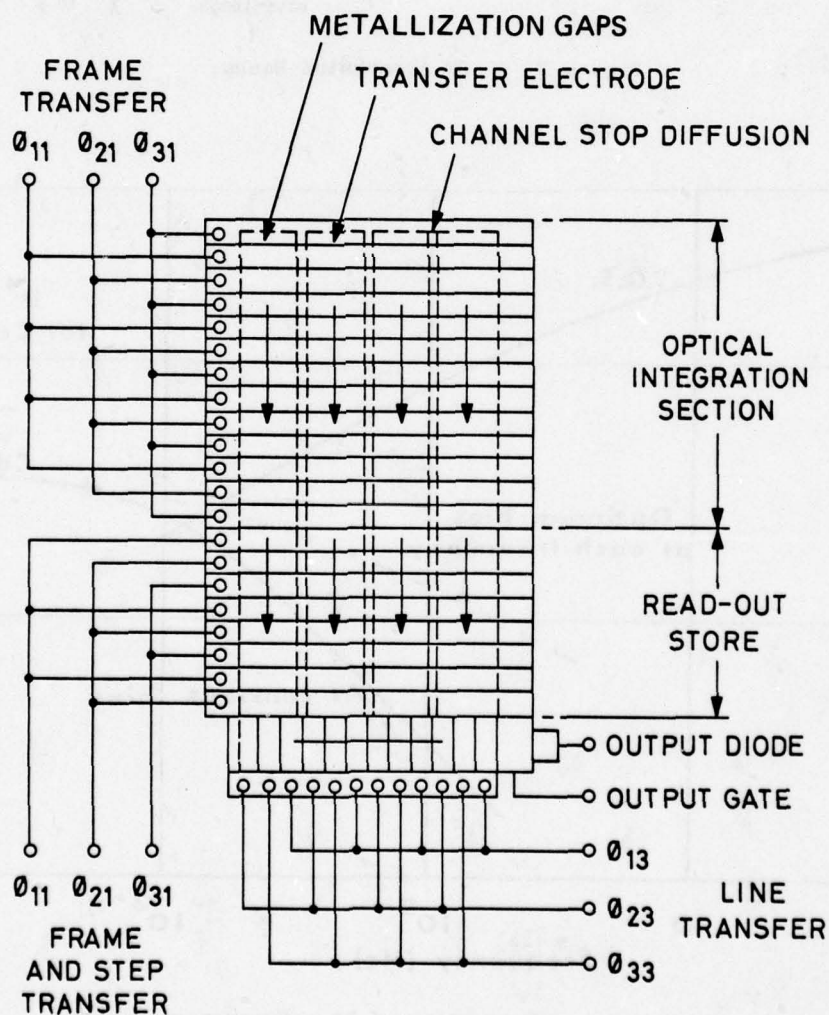 METALLIZATION GAPS
FRAME
TRANSFER
TRANSFER ELECTRODE
Ø11 Ø21 Ø31
CHANNEL STOP DIFFUSION
OPTICAL
INTEGRATION
SECTION
READ-OUT
STORE
OUTPUT DIODE
OUTPUT GATE
Ø13
Ø11 Ø21 Ø31
LINE
TRANSFER
Ø23
FRAME
AND STEP
TRANSFER
Ø33